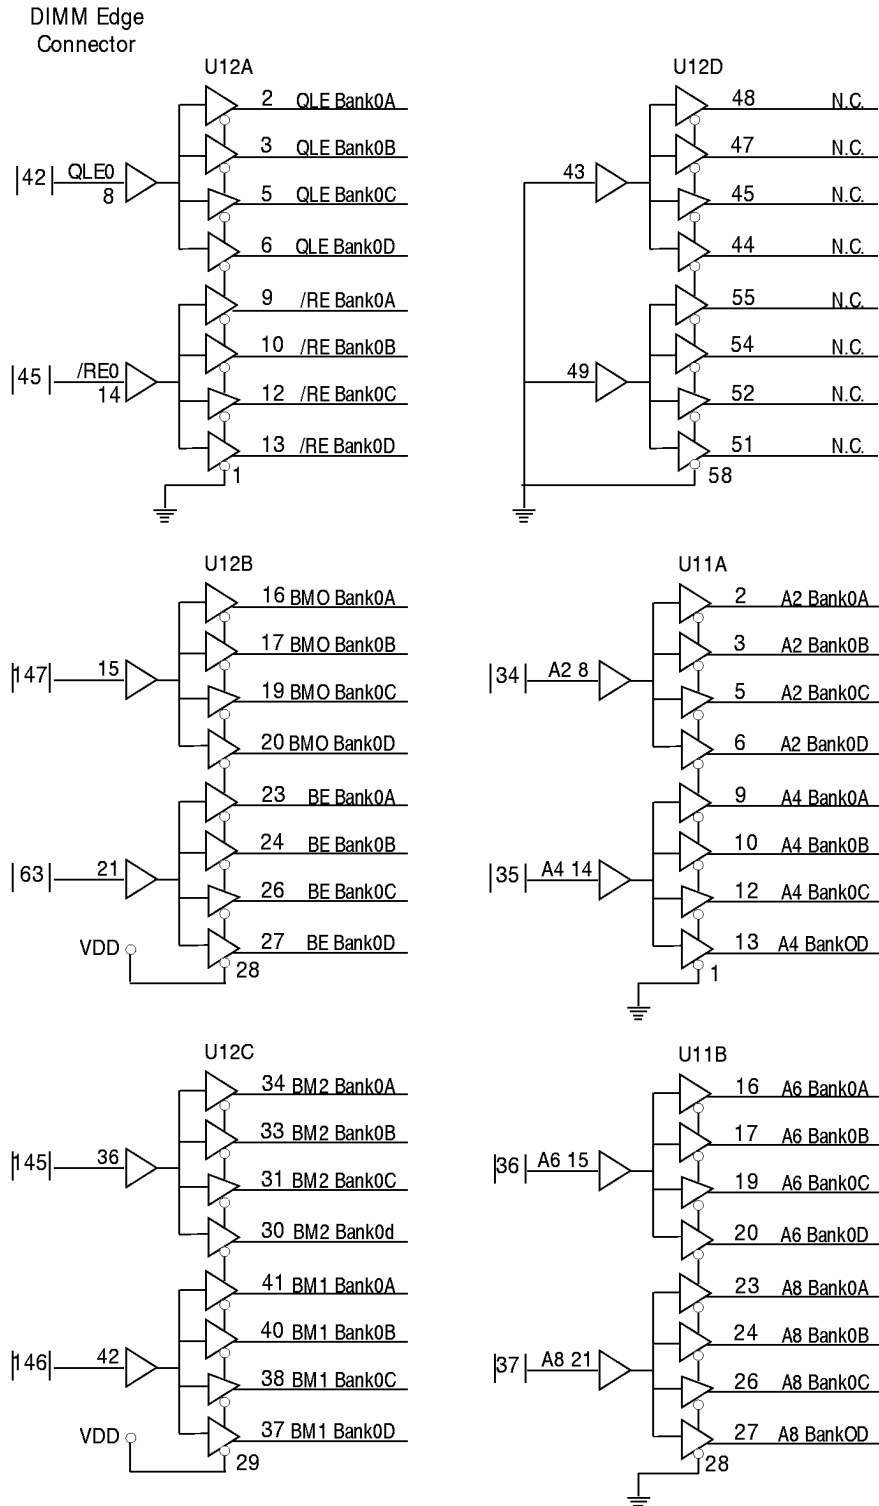 DIMM Edge
Connector
U12A
2 QLE Bank0A
3 QLE Bank0B
|42| QLE0
8
5 QLE Bank0C
6 QLE Bank0D
9 /RE Bank0A
10 /RE Bank0B
|45| /RE0
14
12 /RE Bank0C
13 /RE Bank0D
1
U12D
48 N.C.
47 N.C.
43
45 N.C.
44 N.C.
55 N.C.
54 N.C.
49
52 N.C.
51 N.C.
58
U12B
16 BMO Bank0A
17 BMO Bank0B
|147| 15
19 BMO Bank0C
20 BMO Bank0D
23 BE Bank0A
24 BE Bank0B
|63| 21
26 BE Bank0C
27 BE Bank0D
VDD
28
U11A
2 A2 Bank0A
3 A2 Bank0B
|34| A2 8
5 A2 Bank0C
6 A2 Bank0D
9 A4 Bank0A
10 A4 Bank0B
|35| A4 14
12 A4 Bank0C
13 A4 BankOD
1
U12C
34 BM2 Bank0A
33 BM2 Bank0B
|145| 36
31 BM2 Bank0C
30 BM2 Bank0d
41 BM1 Bank0A
40 BM1 Bank0B
|146| 42
38 BM1 Bank0C
37 BM1 Bank0D
VDD
29
U11B
16 A6 Bank0A
17 A6 Bank0B
|36| A6 15
19 A6 Bank0C
20 A6 Bank0D
23 A8 Bank0A
24 A8 Bank0B
|37| A8 21
26 A8 Bank0C
27 A8 BankOD
28